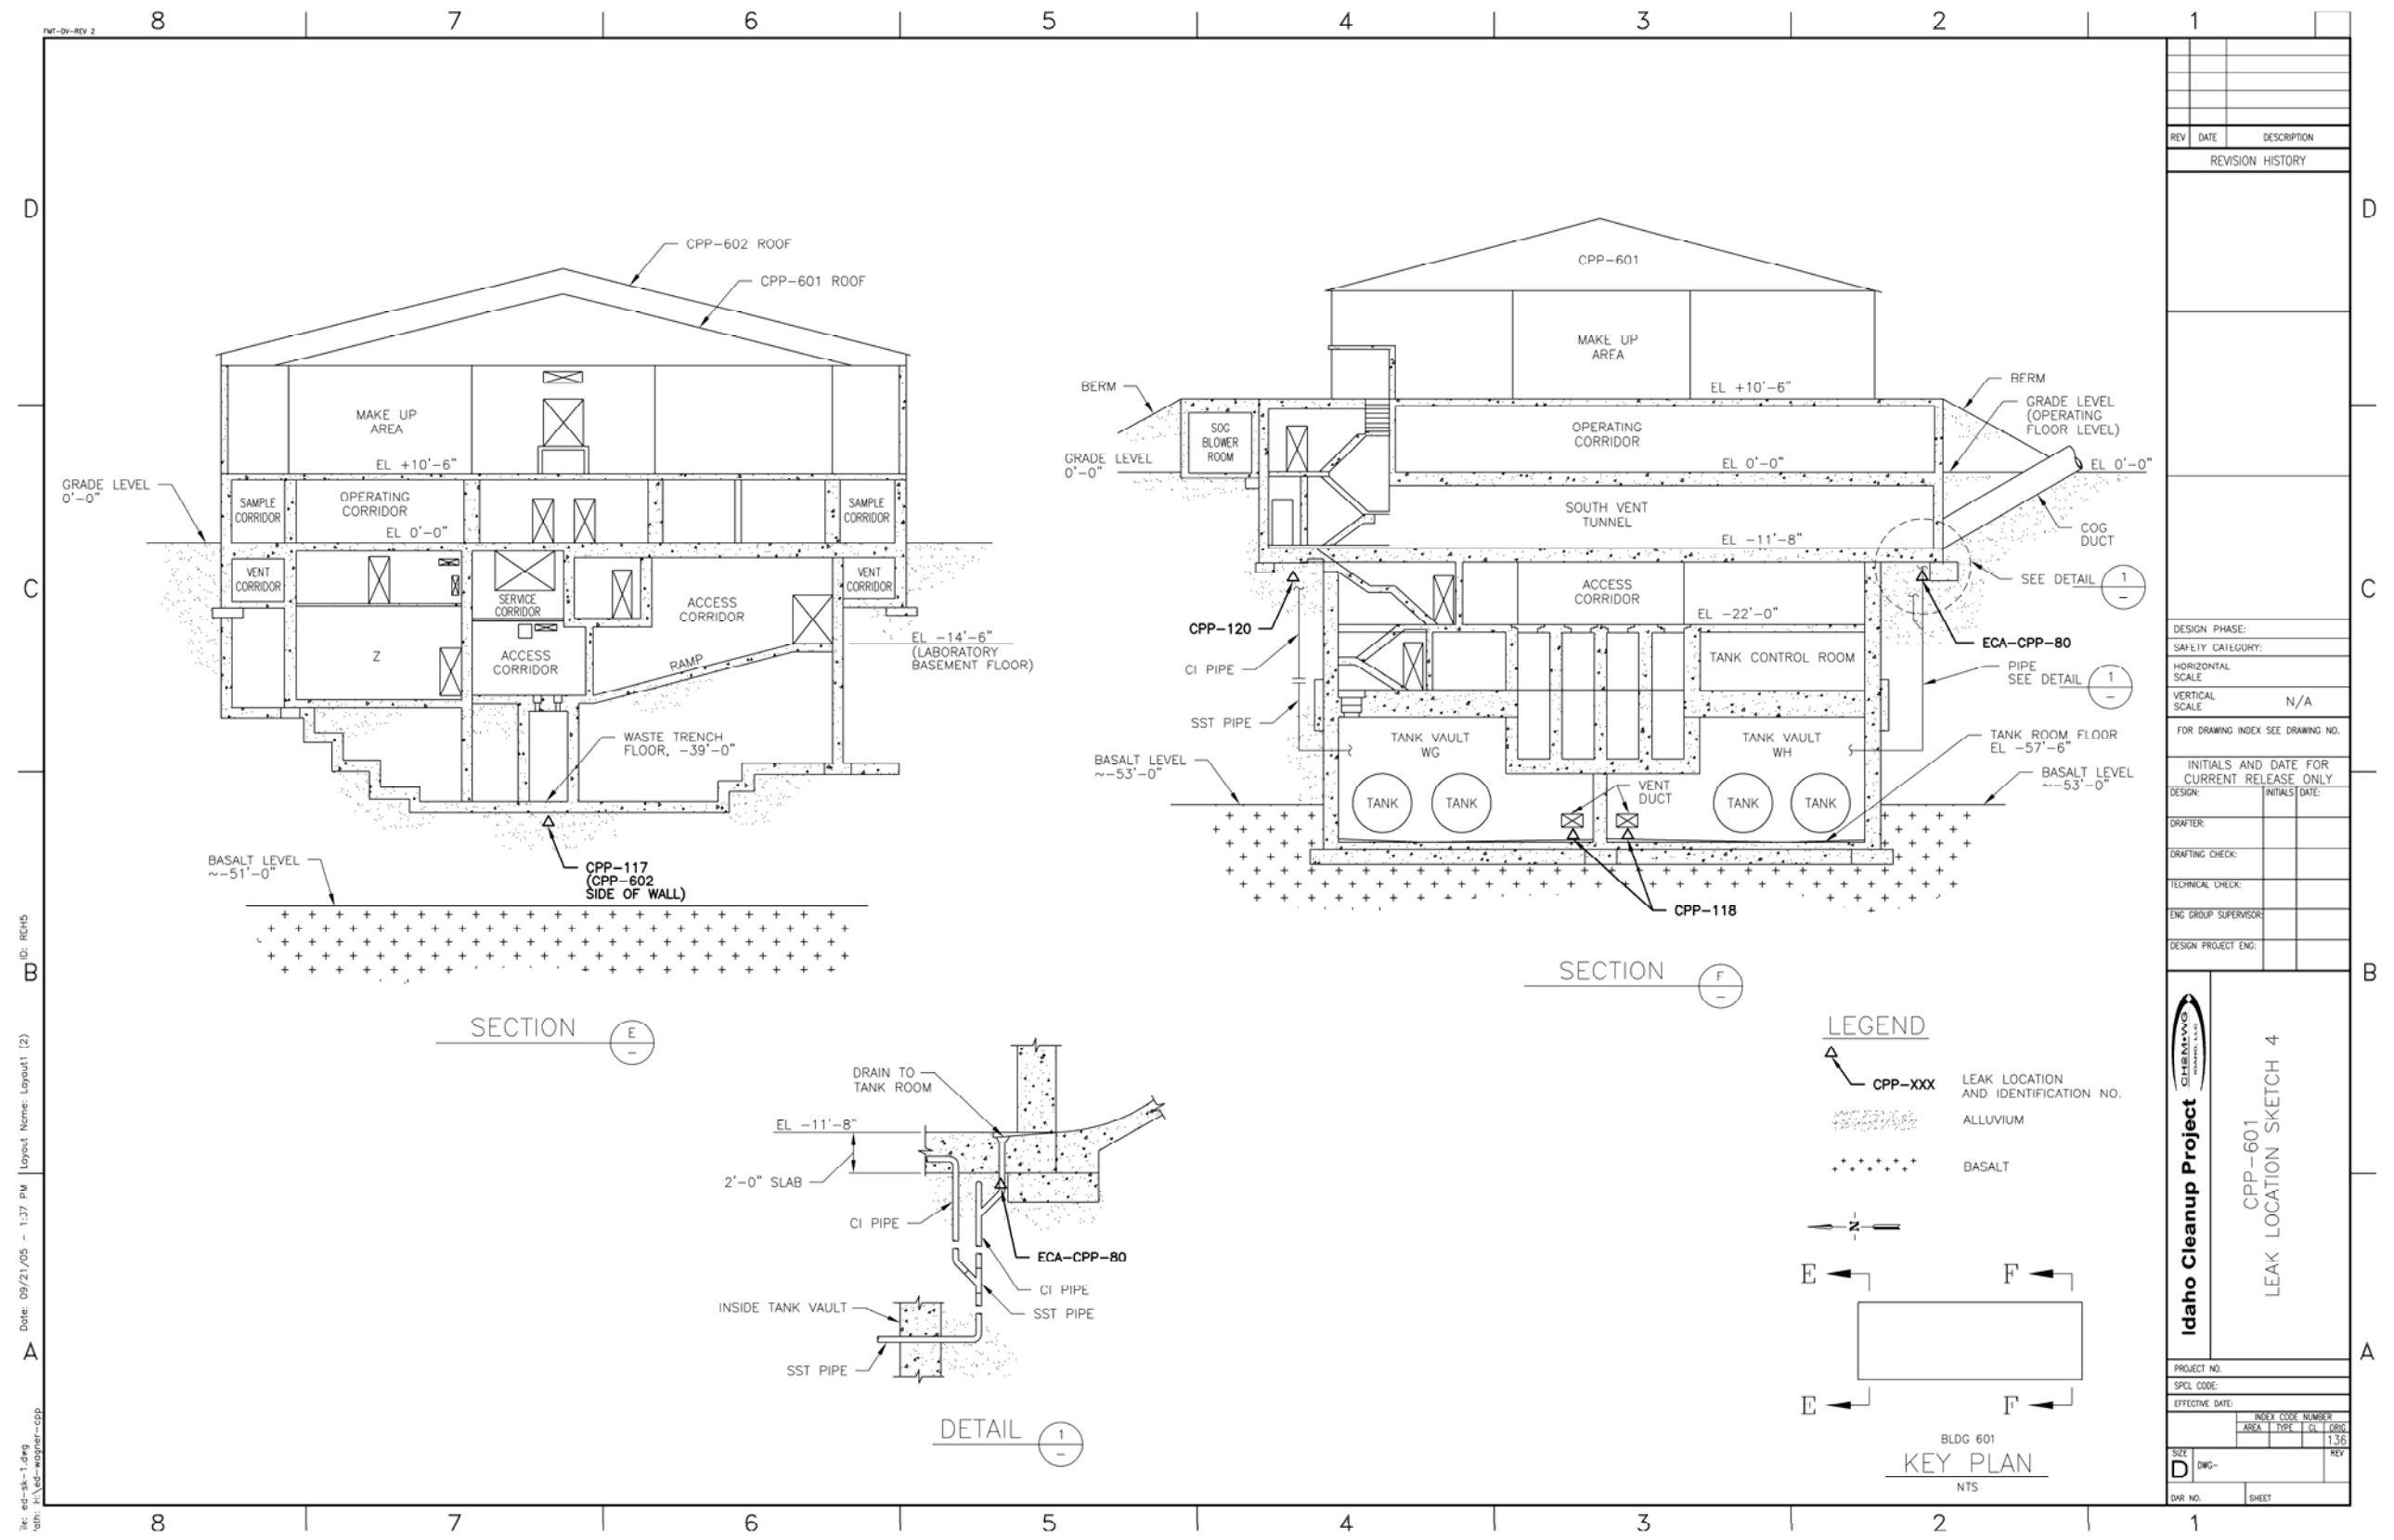 8 7 6 5 4 3 2 1
FMT-DV-REV 2
D
D
C
C
B
B
A
A
CPP-602 ROOF
CPP-601 ROOF
MAKE UP
AREA
EL +10'-6"
GRADE LEVEL
0'-0"
SAMPLE
CORRIDOR
OPERATING
CORRIDOR
EL 0'-0"
SAMPLE
CORRIDOR
VENT
CORRIDOR
SERVICE
CORRIDOR
ACCESS
CORRIDOR
VENT
CORRIDOR
Z
ACCESS
CORRIDOR
RAMP
EL -14'-6"
(LABORATORY
BASEMENT FLOOR)
WASTE TRENCH
FLOOR, -39'-0"
BASALT LEVEL
~-51'-0"
CPP-117
(CPP-602
SIDE OF WALL)
SECTION
E
-
CPP-601
MAKE UP
AREA
EL +10'-6"
BERM
BERM
GRADE LEVEL
(OPERATING
FLOOR LEVEL)
SOG
BLOWER
ROOM
OPERATING
CORRIDOR
GRADE LEVEL
0'-0"
EL 0'-0"
EL 0'-0"
SOUTH VENT
TUNNEL
EL -11'-8"
COG
DUCT
SEE DETAIL
1
-
ACCESS
CORRIDOR
EL -22'-0"
CPP-120
ECA-CPP-80
CI PIPE
TANK CONTROL ROOM
PIPE
SEE DETAIL
1
-
SST PIPE
TANK VAULT
WG
TANK VAULT
WH
TANK ROOM FLOOR
EL -57'-6"
BASALT LEVEL
~-53'-0"
BASALT LEVEL
~-53'-0"
VENT
DUCT
TANK
TANK
TANK
TANK
CPP-118
SECTION
F
-
DRAIN TO
TANK ROOM
EL -11'-8"
2'-0" SLAB
CI PIPE
ECA-CPP-80
CI PIPE
SST PIPE
INSIDE TANK VAULT
SST PIPE
DETAIL
1
-
LEGEND
CPP-XXX
LEAK LOCATION
AND IDENTIFICATION NO.
ALLUVIUM
BASALT
N
E
F
E
F
BLDG 601
KEY PLAN
NTS
REV DATE DESCRIPTION
REVISION HISTORY
DESIGN PHASE:
SAFETY CATEGORY:
HORIZONTAL
SCALE
VERTICAL
SCALE
N/A
FOR DRAWING INDEX SEE DRAWING NO.
INITIALS AND DATE FOR
CURRENT RELEASE ONLY
DESIGN: INITIALS DATE:
DRAFTER:
DRAFTING CHECK:
TECHNICAL CHECK:
ENG GROUP SUPERVISOR:
DESIGN PROJECT ENG:
CH2M•WG
IDAHO, LLC
Idaho Cleanup Project
CPP-601
LEAK LOCATION SKETCH 4
PROJECT NO.
SPCL CODE:
EFFECTIVE DATE:
INDEX CODE NUMBER
AREA TYPE CL ORIG
136
SIZE
D
DWG-
REV
DAR NO.
SHEET
ID: REH5
Date: 09/21/05 - 1:37 PM Layout Name: Layout1 (2)
ed-sk-1.dwg
H:\ed-wagner-cpp
8 7 6 5 4 3 2 1